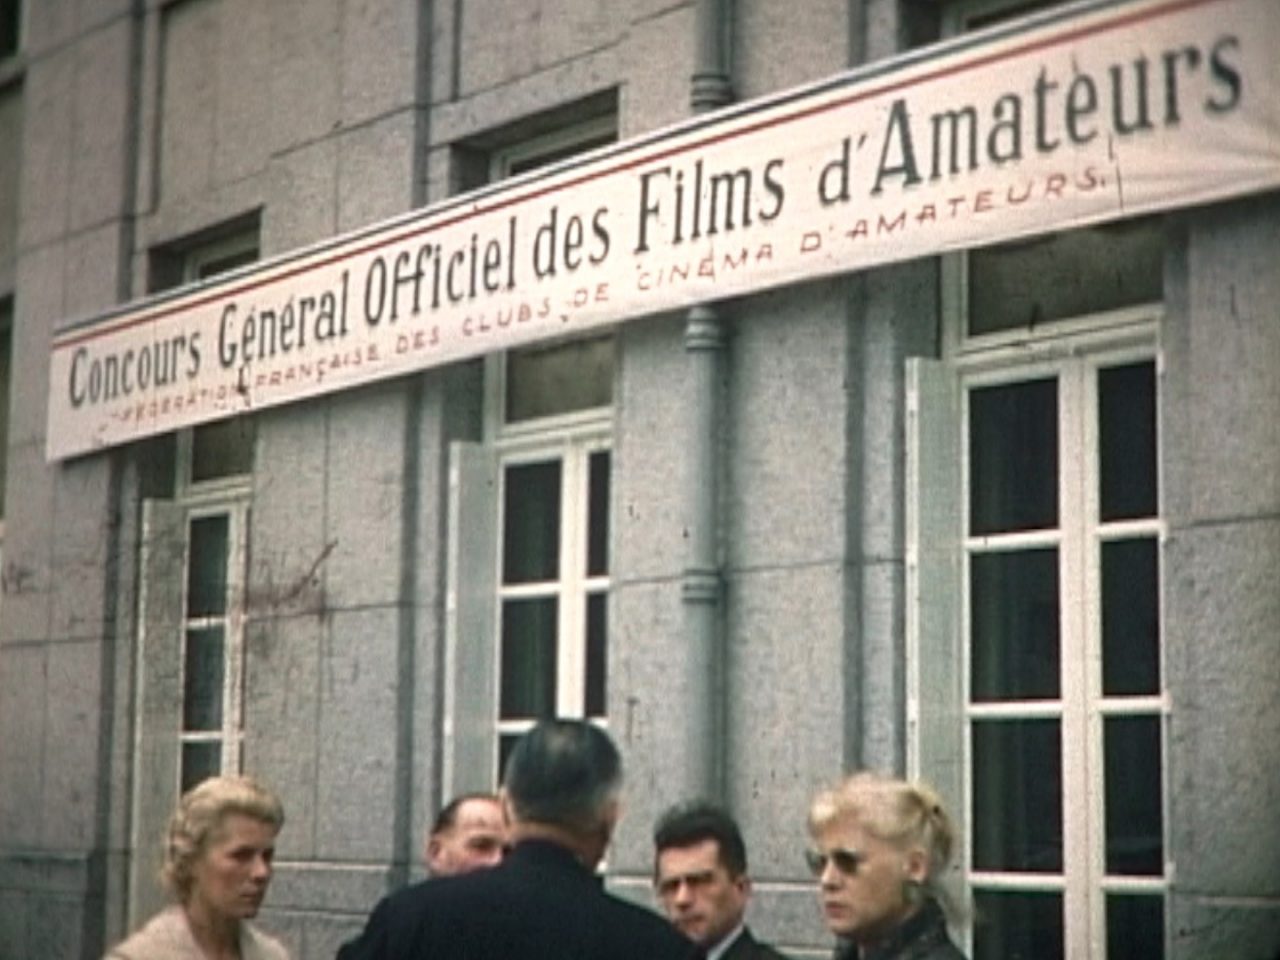 Concours Général Officiel des Films d'Amateurs
FÉDÉRATION FRANÇAISE DES CLUBS DE CINÉMA D'AMATEURS.